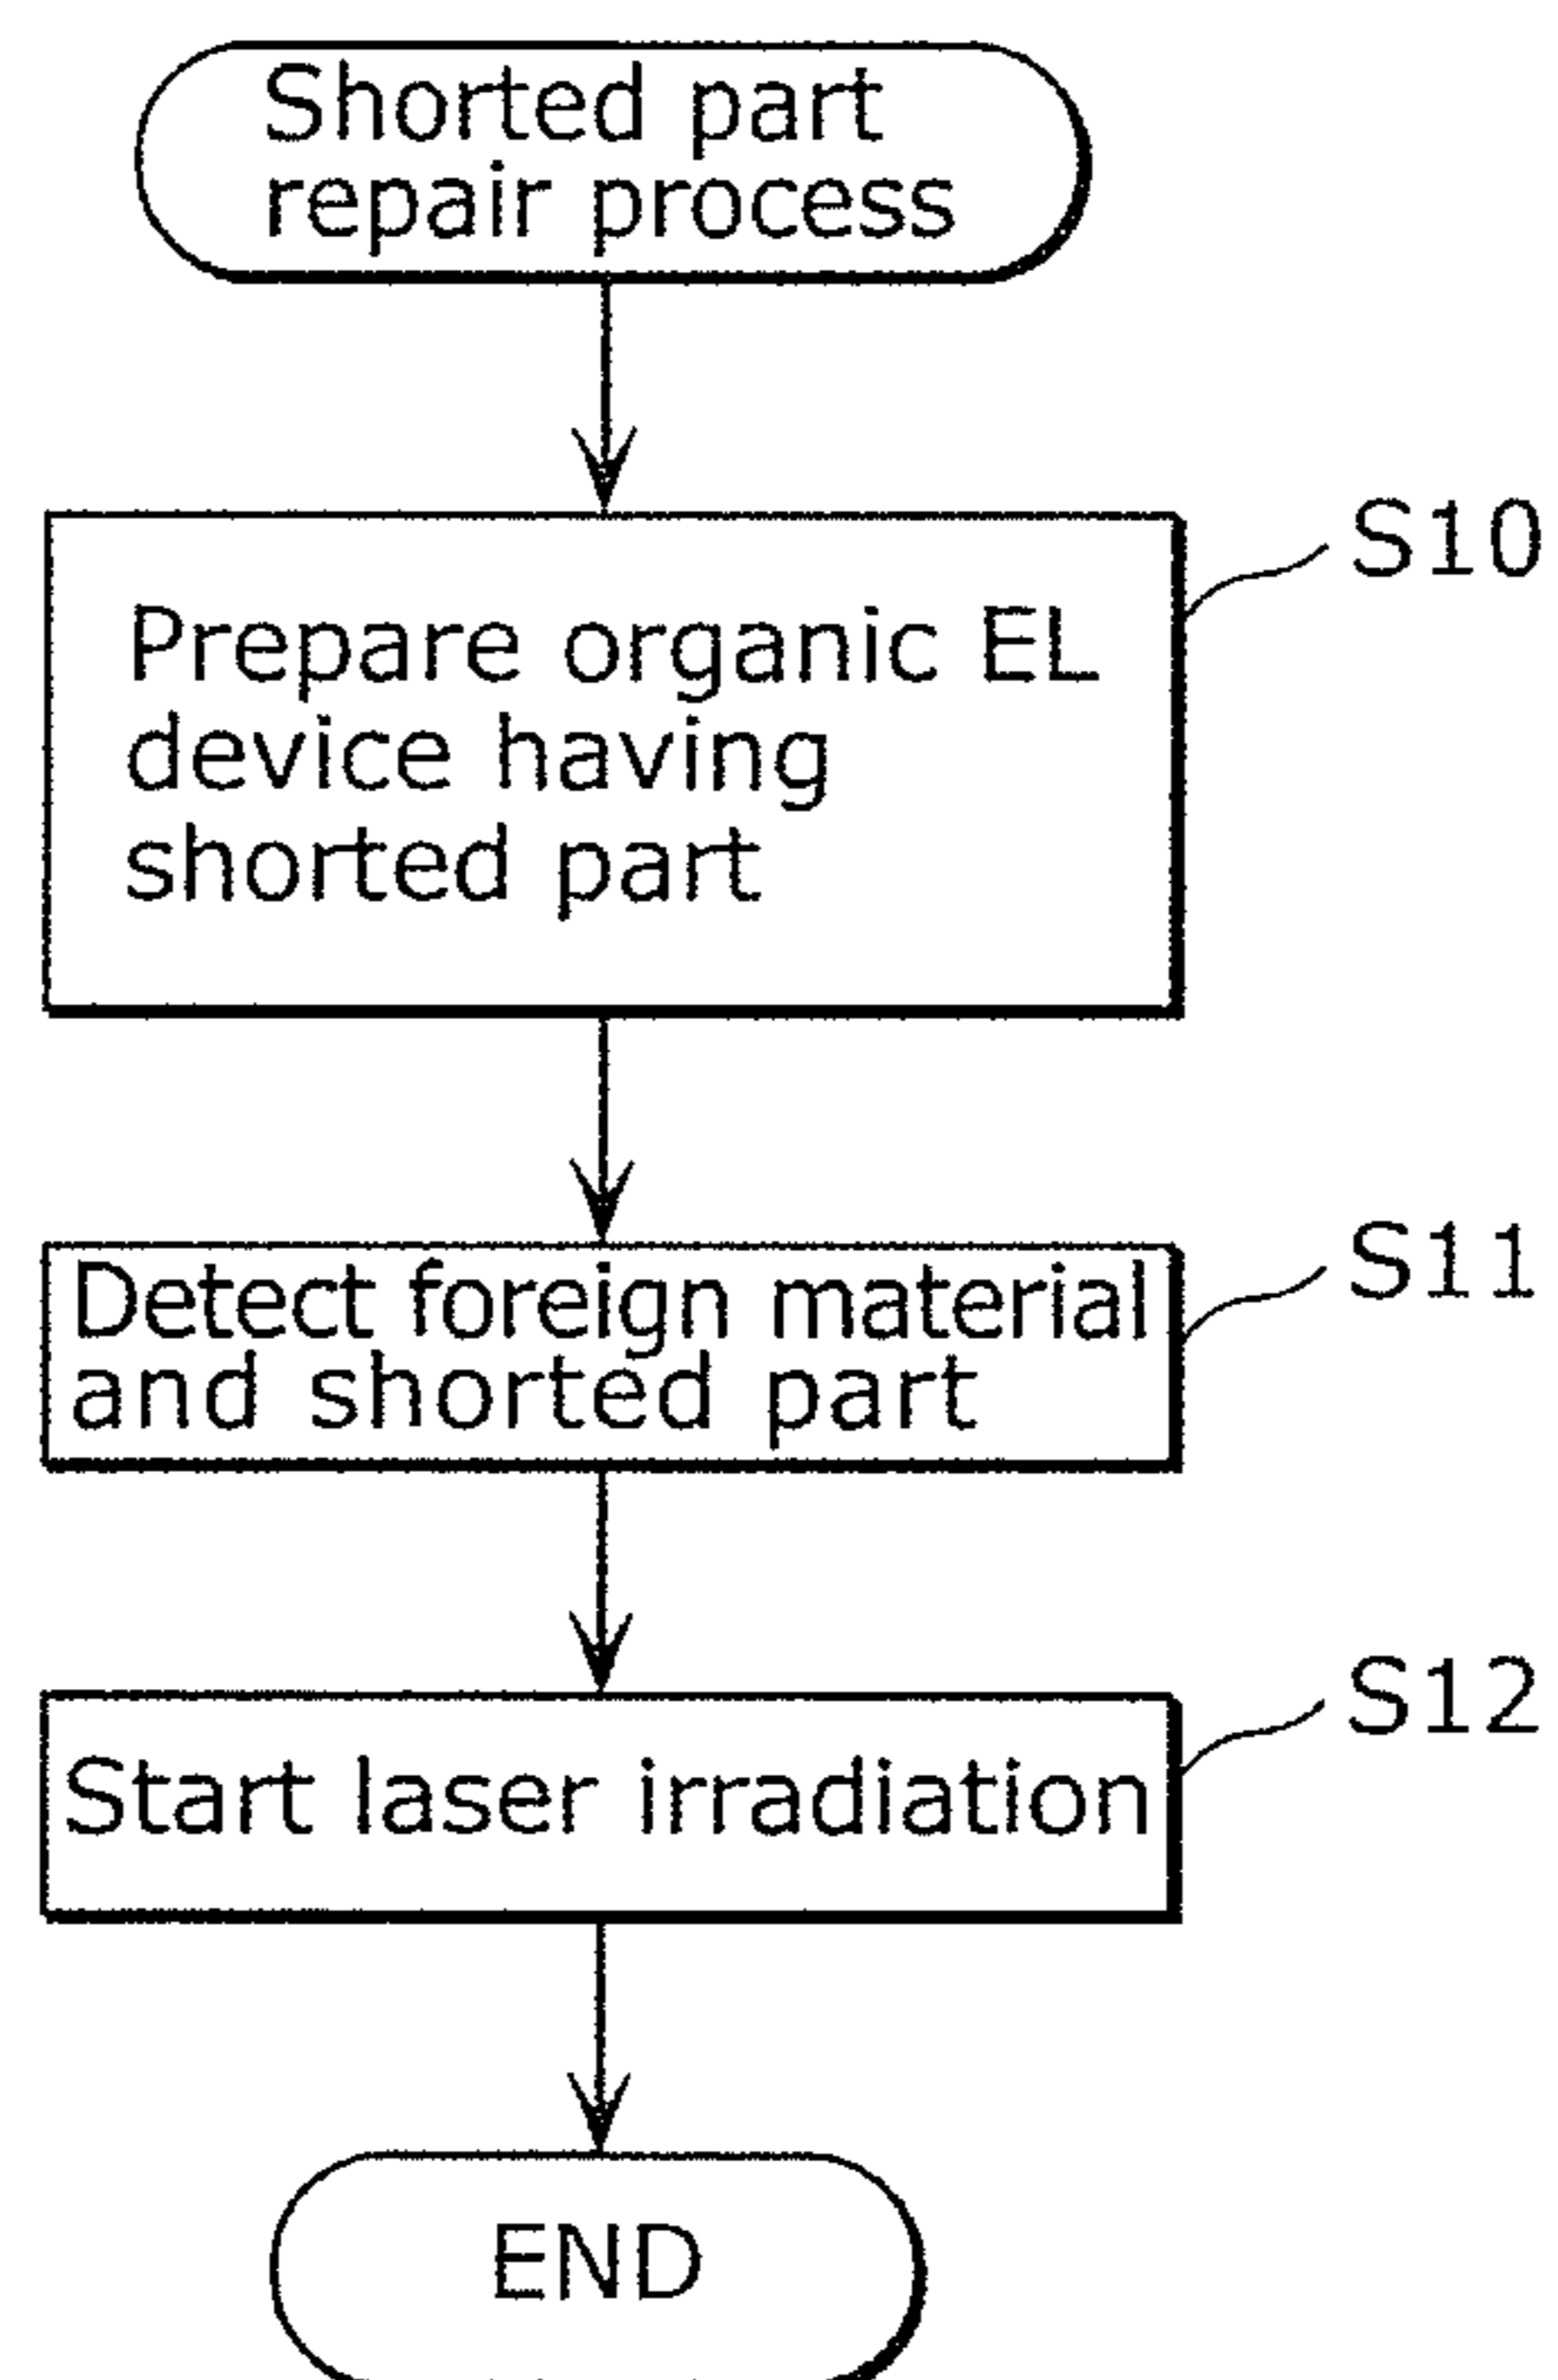 Shorted part
repair process
S10
Prepare organic EL
device having
shorted part
S11
Detect foreign material
and shorted part
S12
Start laser irradiation
END